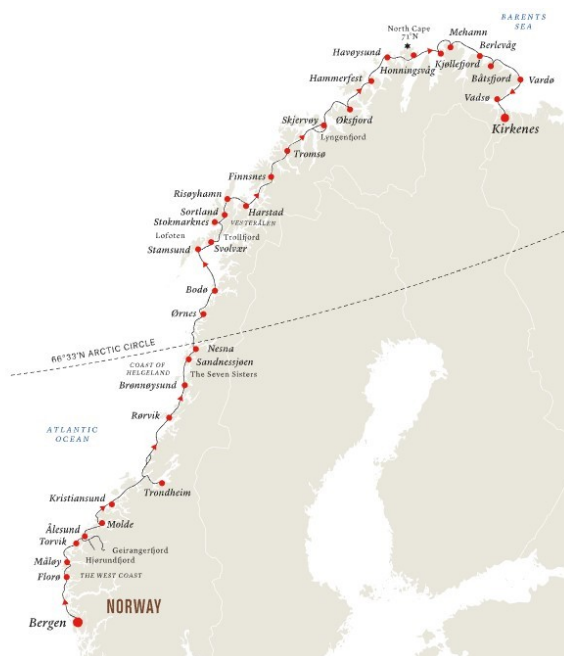 BARENTS
SEA
North Cape
71°N
Mehamn
Berlevåg
Havøysund
Kjøllefjord
Honningsvåg
Båtsfjord
Vardø
Hammerfest
Vadsø
Øksfjord
Skjervøy
Kirkenes
Lyngenfjord
Tromsø
Finnsnes
Risøyhamn
Harstad
Sortland
Stokmarknes
VESTERÅLEN
Lofoten
Trollfjord
Stamsund
Svolvær
Bodø
Ørnes
66°33'N ARCTIC CIRCLE
Nesna
Sandnessjøen
COAST OF
HELGELAND
The Seven Sisters
Brønnøysund
Rørvik
ATLANTIC
OCEAN
Trondheim
Kristiansund
Molde
Ålesund
Torvik
Geirangerfjord
Hjørundfjord
Måløy
Florø
THE WEST COAST
NORWAY
Bergen